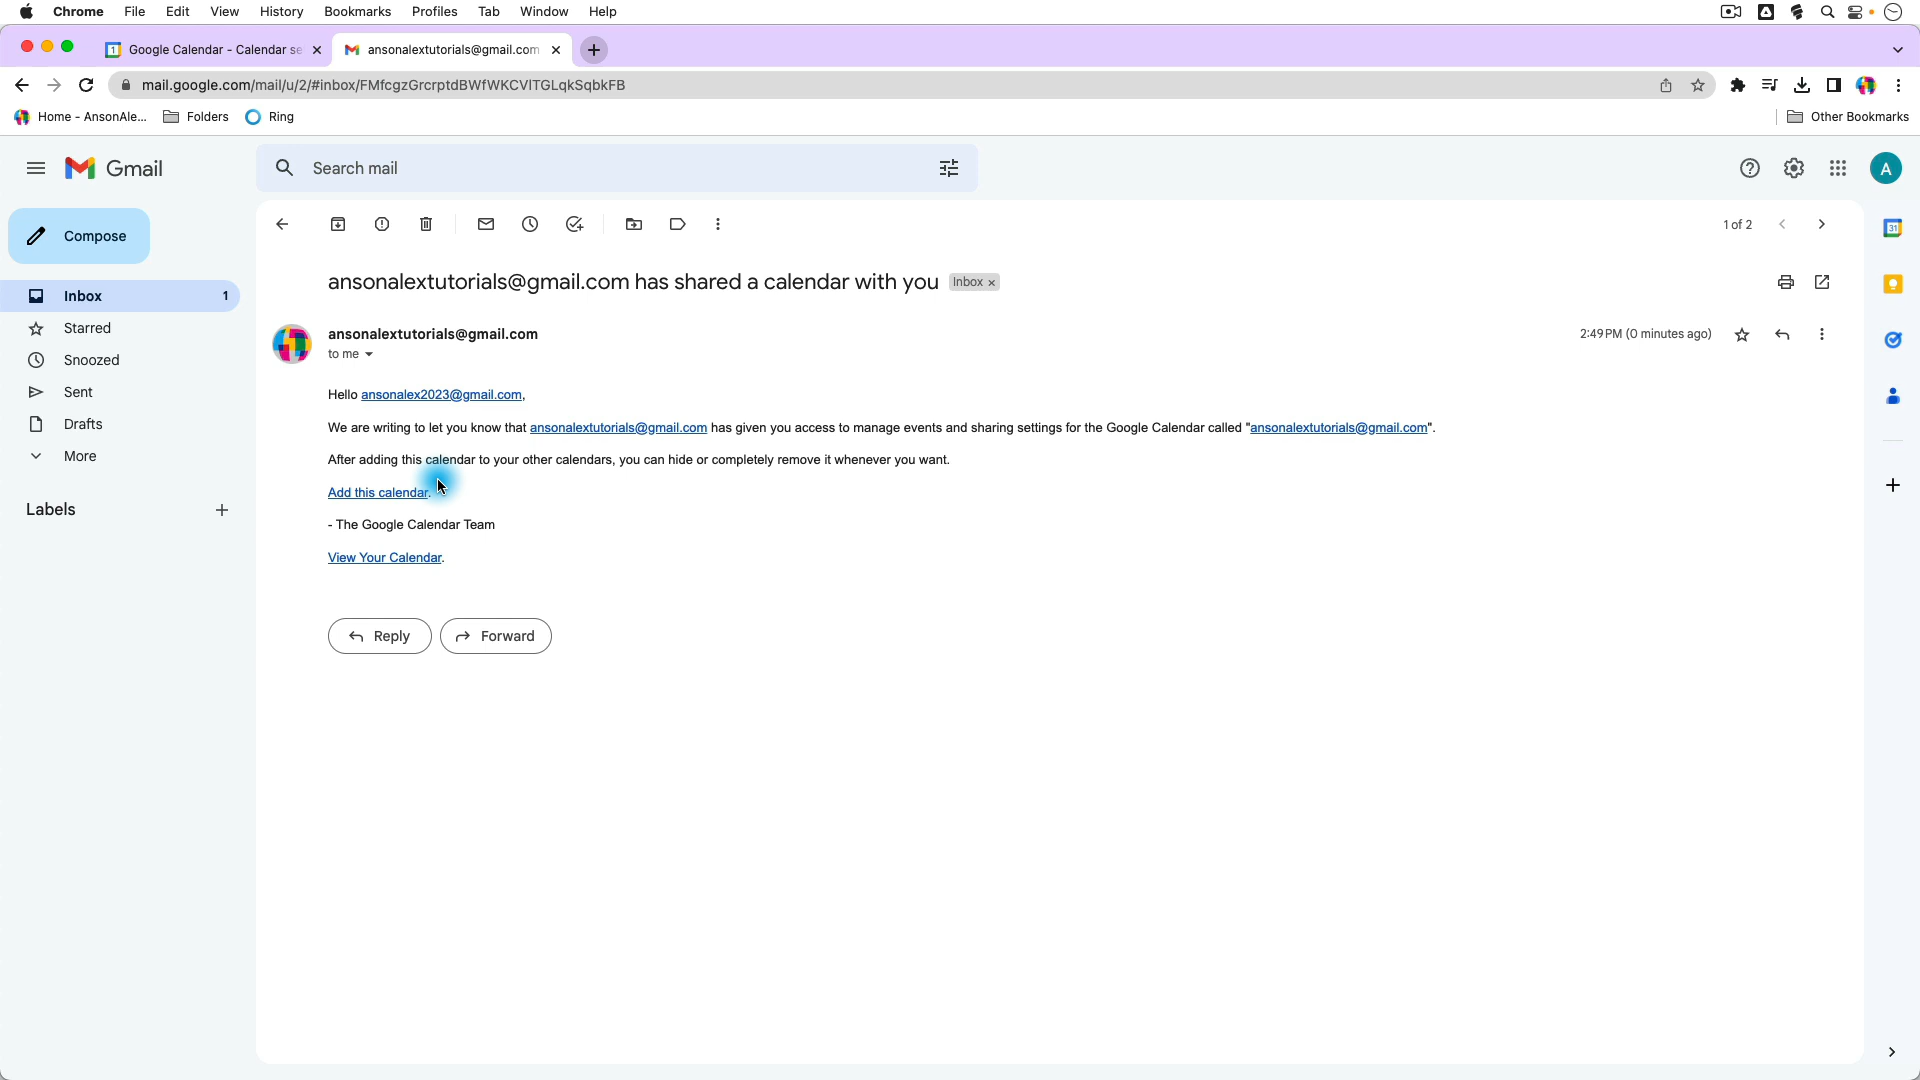 Chrome File Edit View History Bookmarks Profiles Tab Window Help
Google Calendar - Calendar se
ansonalextutorials@gmail.com
mail.google.com/mail/u/2/#inbox/FMfcgzGrcrptdBWfWKCVlTGLqkSqbkFB
Home - AnsonAle... Folders Ring Other Bookmarks
Gmail
Search mail
A
Compose
1 of 2
Inbox 1
Starred
Snoozed
Sent
Drafts
More
Labels
ansonalextutorials@gmail.com has shared a calendar with you Inbox x
ansonalextutorials@gmail.com 2:49 PM (0 minutes ago)
to me
Hello ansonalex2023@gmail.com,
We are writing to let you know that ansonalextutorials@gmail.com has given you access to manage events and sharing settings for the Google Calendar called "ansonalextutorials@gmail.com".
After adding this calendar to your other calendars, you can hide or completely remove it whenever you want.
Add this calendar.
- The Google Calendar Team
View Your Calendar.
Reply Forward
31